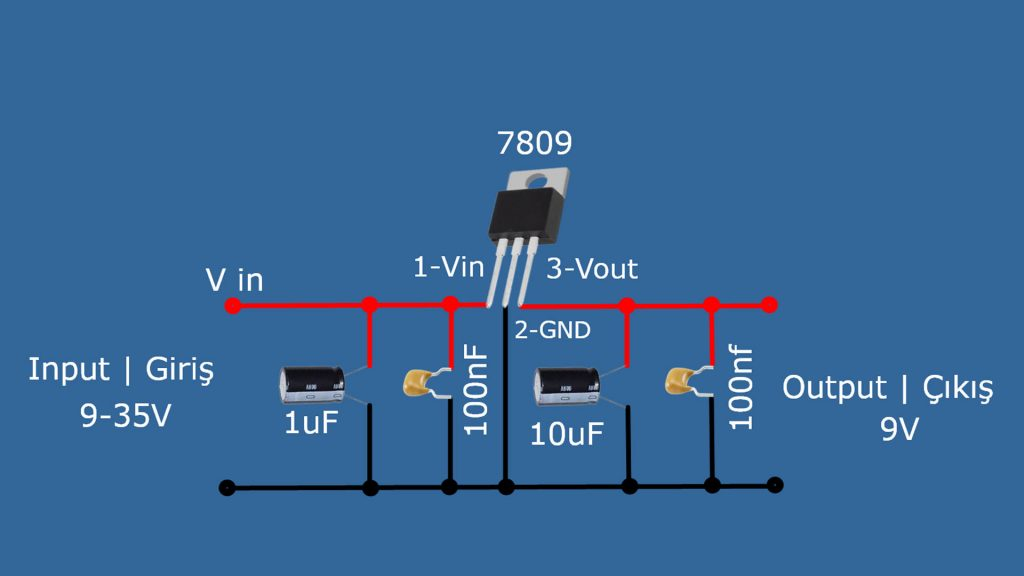 7809
1-Vin
3-Vout
V in
2-GND
Input | Giriş
9-35V
1uF
100nF
10uF
100nf
Output | Çıkış
9V